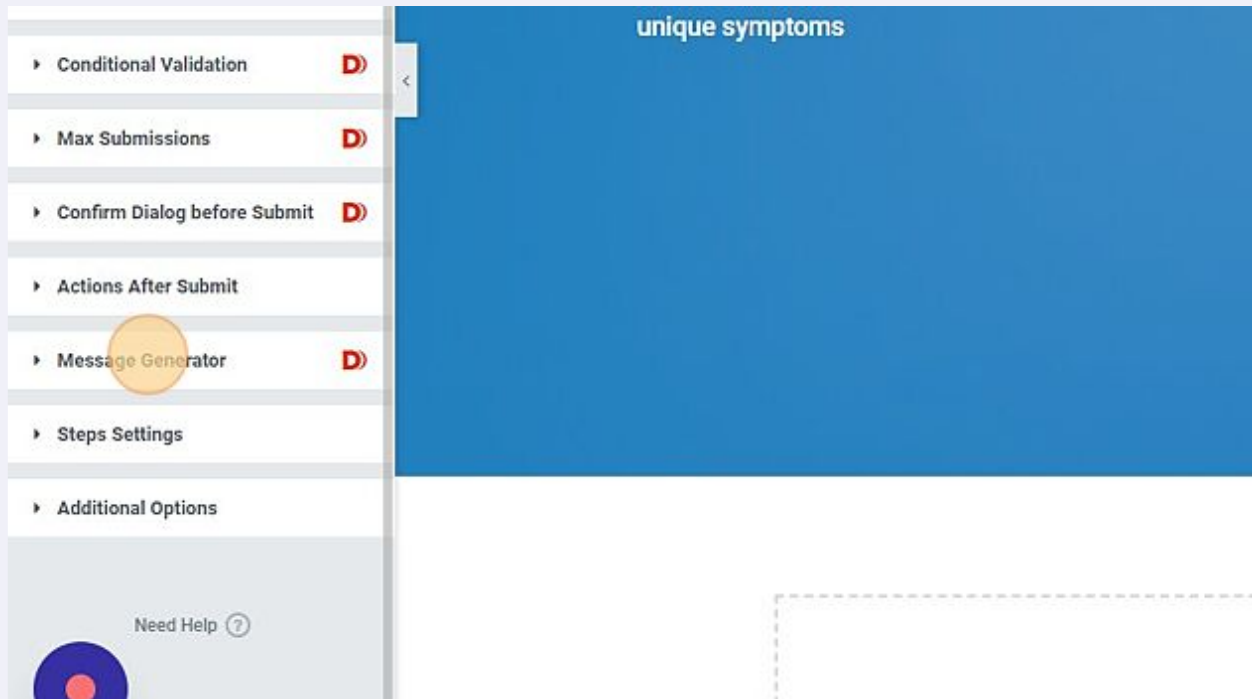 unique symptoms
Conditional Validation D
Max Submissions D
Confirm Dialog before Submit D
Actions After Submit
Message Generator D
Steps Settings
Additional Options
Need Help ?